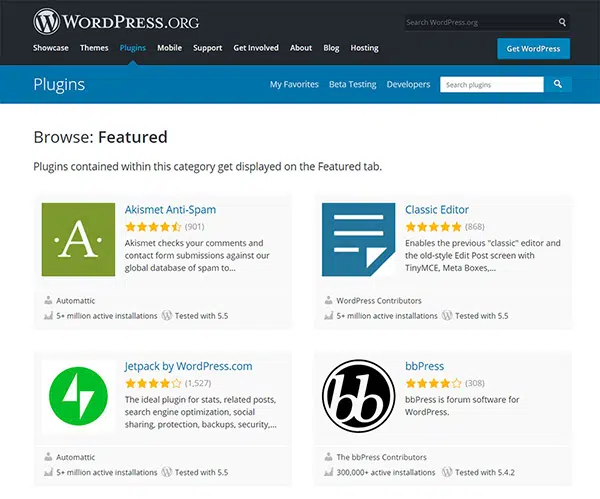 WORDPRESS.ORG
Search WordPress.org
Showcase Themes Plugins Mobile Support Get Involved About Blog Hosting
Get WordPress
Plugins
My Favorites Beta Testing Developers
Search plugins
Browse: Featured
Plugins contained within this category get displayed on the Featured tab.
·A·
Akismet Anti-Spam
(901)
Akismet checks your comments and
contact form submissions against our
global database of spam to...
Automattic
5+ million active installations Tested with 5.5
Classic Editor
(868)
Enables the previous "classic" editor and
the old-style Edit Post screen with
TinyMCE, Meta Boxes,...
WordPress Contributors
5+ million active installations Tested with 5.5
Jetpack by WordPress.com
(1,527)
The ideal plugin for stats, related posts,
search engine optimization, social
sharing, protection, backups, security,...
Automattic
5+ million active installations Tested with 5.5
bb
bbPress
(308)
bbPress is forum software for
WordPress.
The bbPress Contributors
300,000+ active installations Tested with 5.4.2